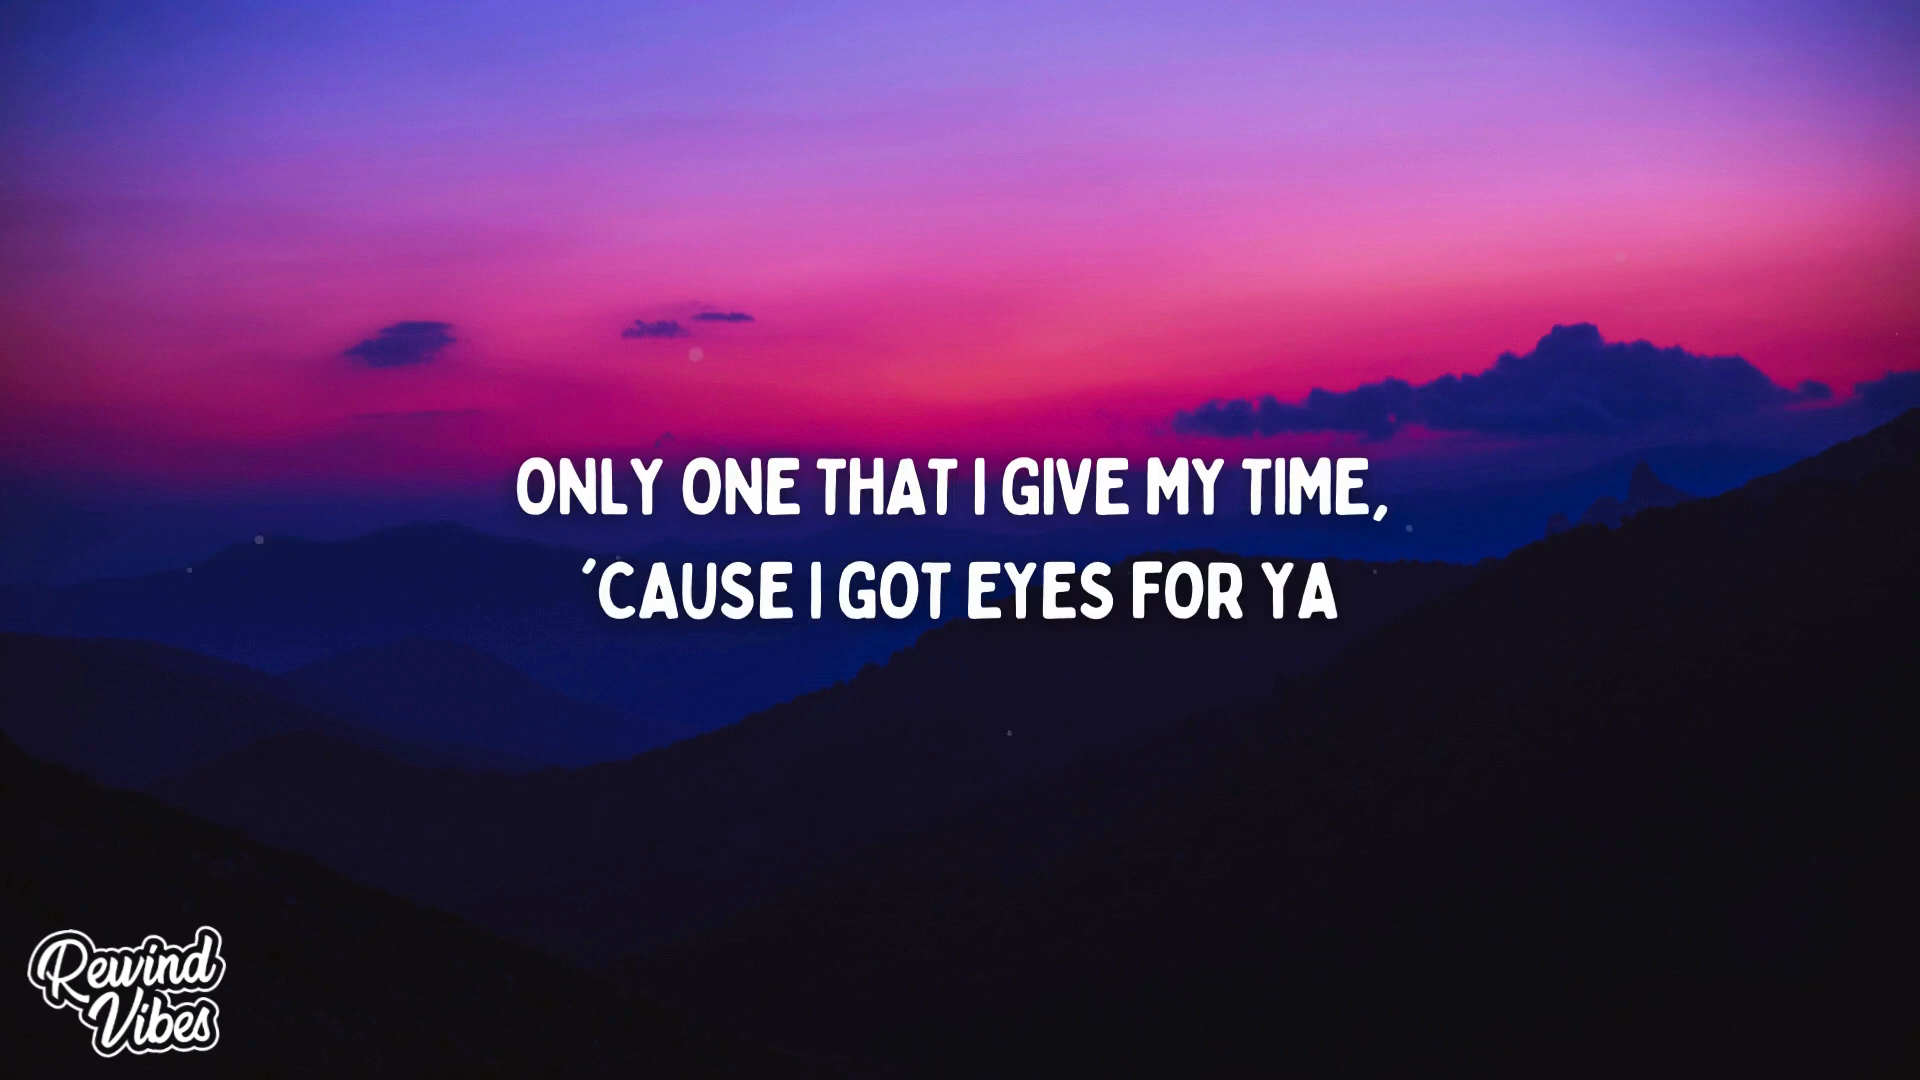 ONLY ONE THAT I GIVE MY TIME,
'CAUSE I GOT EYES FOR YA
Rewind
Vibes